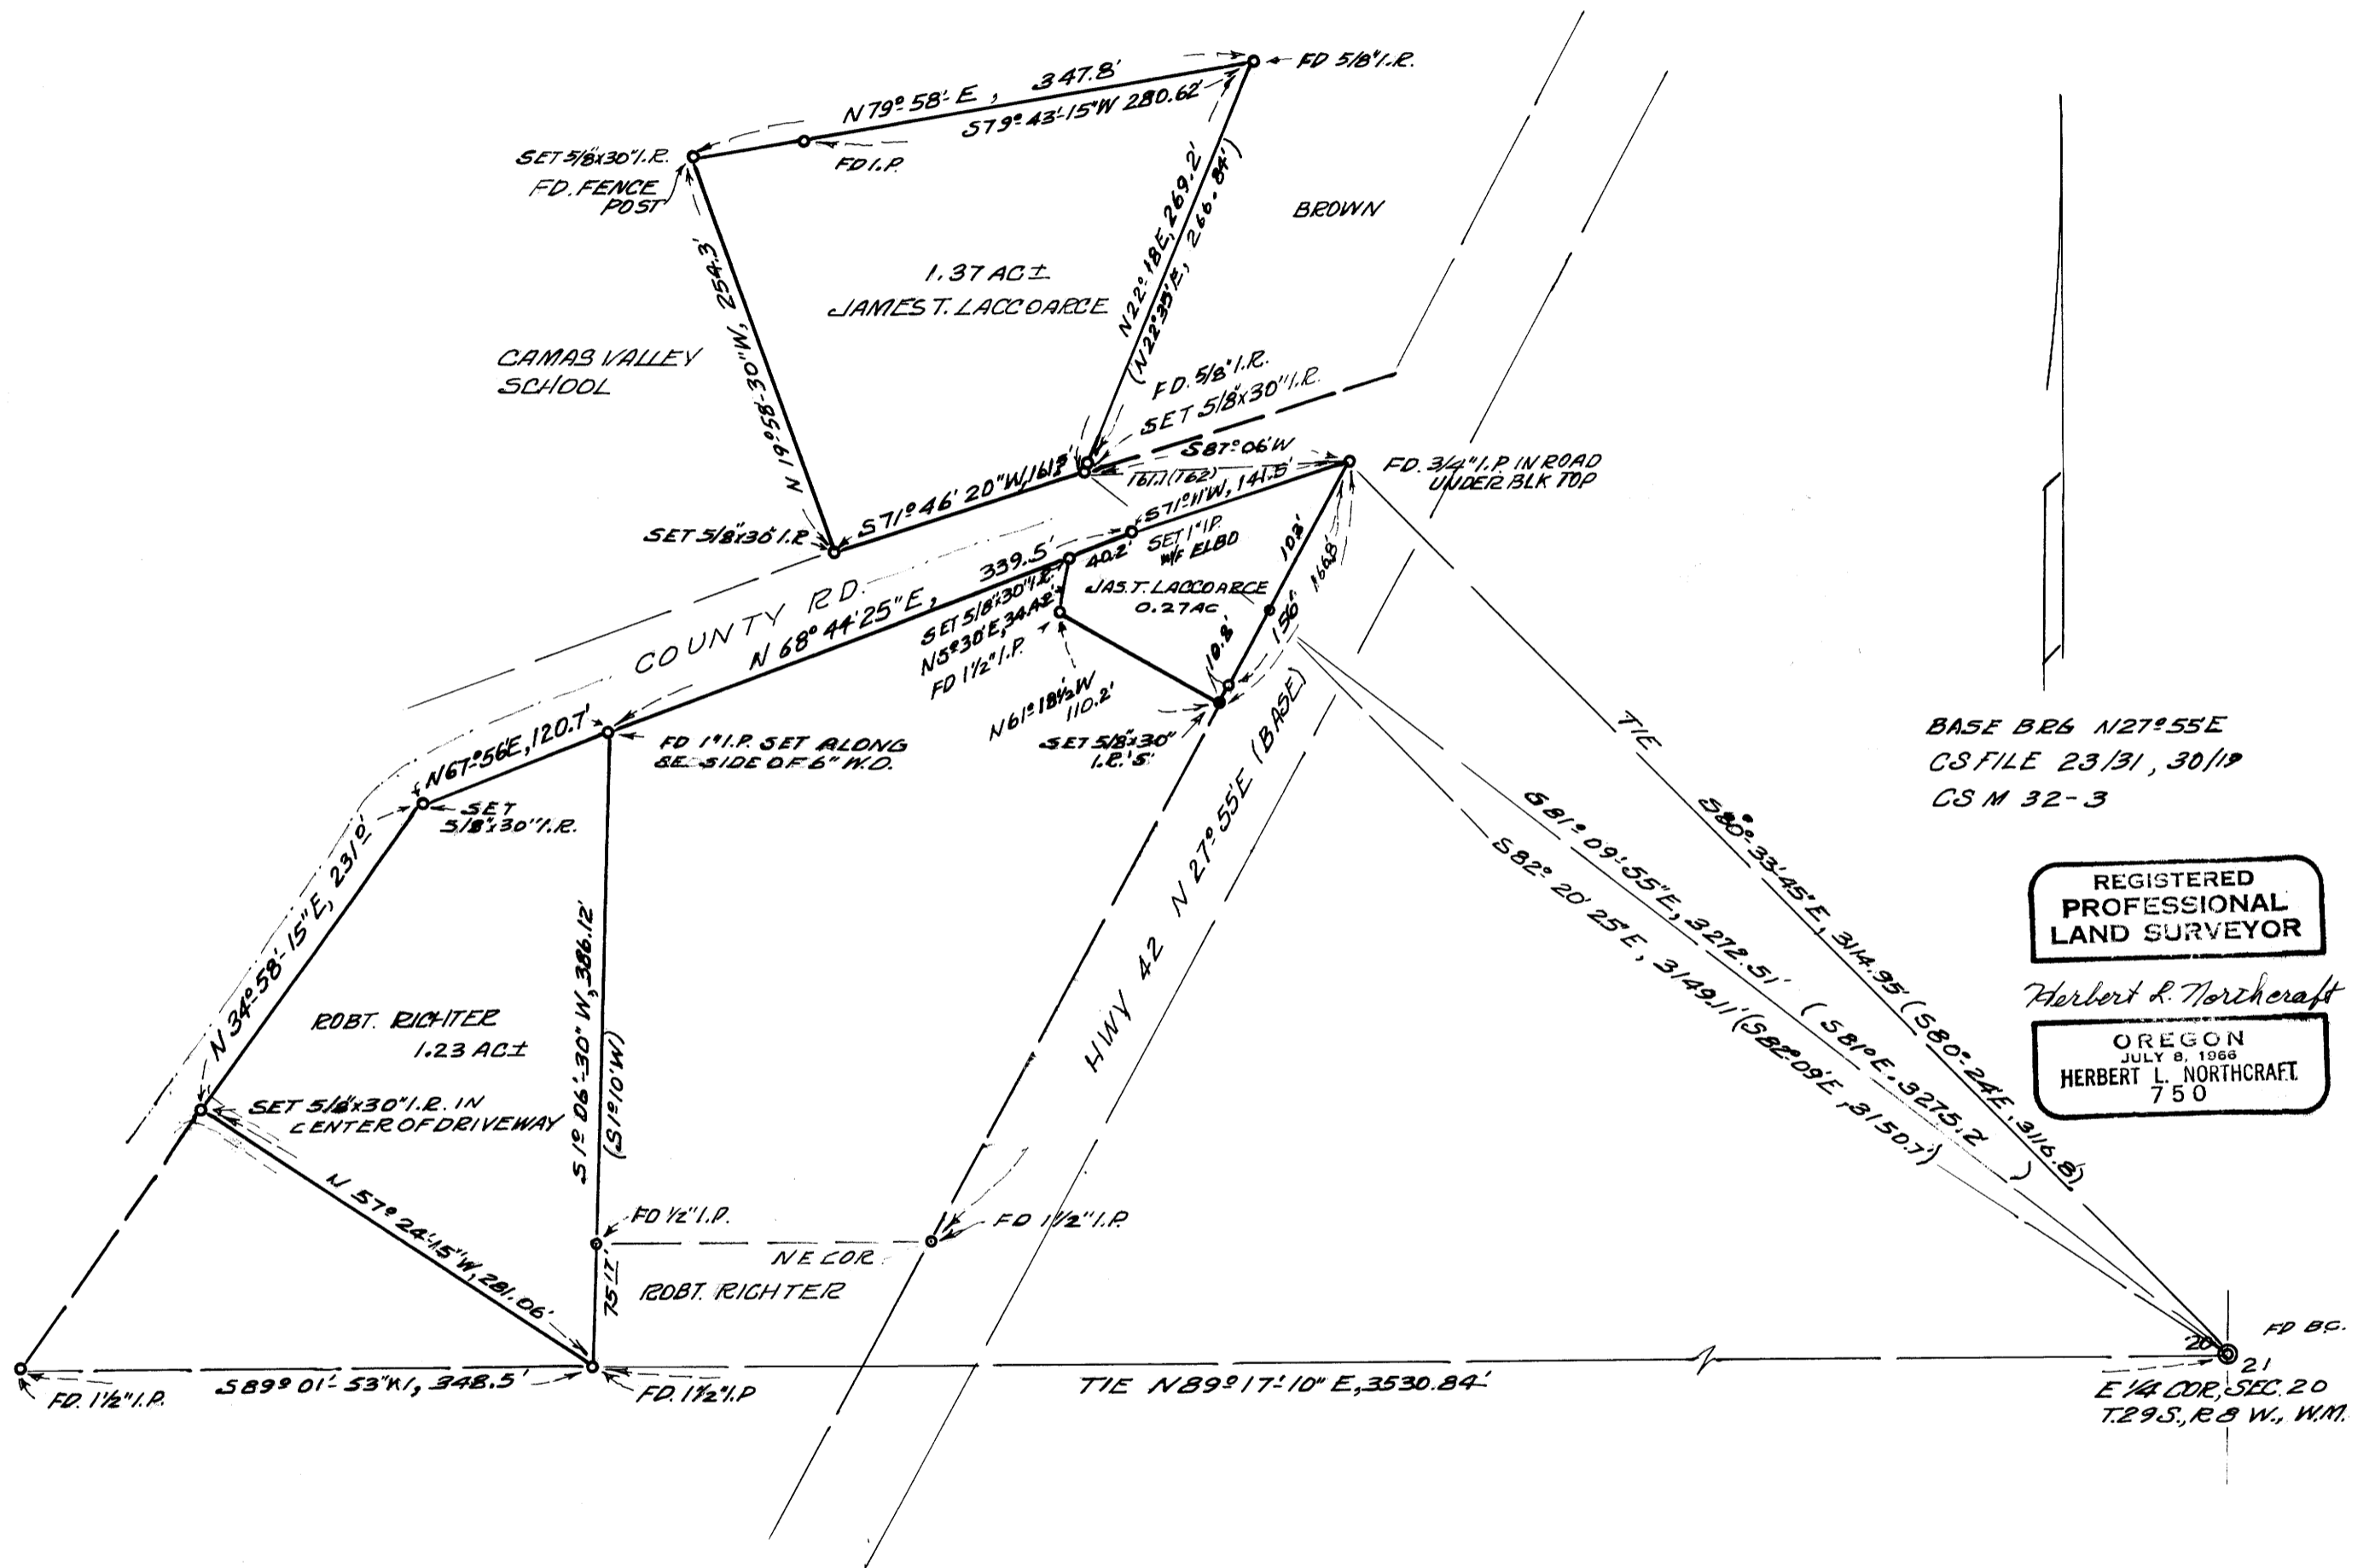 N79°58'E, 347.8'
S79°43'-15"W 280.62'
FD 5/8" I.R.
SET 5/8"x30" I.R.
FD. FENCE
POST
FD I.P.
N22°18'E, 269.2'
(N22°35'E, 266.84')
BROWN
1.37 AC±
JAMES T. LACCOARCE
N 19°58'-30"W, 254.3'
CAMAS VALLEY
SCHOOL
FD. 5/8" I.R.
SET 5/8"x30" I.R.
S87°06'W
161.1 (162)
S71°11'W, 141.5'
FD. 3/4" I.P. IN ROAD
UNDER BLK TOP
S71°46'20"W,
SET 5/8"x30" I.R.
COUNTY RD.
N 68°44'25"E, 339.5'
40.2'
SET 1" I.P.
ELBO
SET 5/8"x30" I.R.
N5°30'E, 34.42'
FD 1 1/2" I.P.
JAS. T. LACCOARCE
0.27 AC
166.8'
156'
10.8'
N61°18 1/2'W
110.2'
SET 5/8"x30"
I.R.'S
N67°56'E, 120.7'
FD 1" I.P. SET ALONG
SE SIDE OF 6" W.O.
SET
5/8"x30" I.R.
N 34°58'-15"E, 231.0'
ROBT. RICHTER
1.23 AC±
S 1°06'-30"W, 386.12'
(S1°10'W)
SET 5/8"x30" I.R. IN
CENTER OF DRIVEWAY
N 57°24'15"W, 281.06'
FD 1/2" I.P.
NE COR.
ROBT. RICHTER
75.17'
FD 1 1/2" I.P.
HWY 42 N 27°55'E (BASE)
TIE
S80°33'-45"E, 3114.95' (S80°-24'E, 3116.8')
S81°09'-55"E, 3272.51' (S81°E. 3275.2)
S82°20'25"E, 3149.11' (S82°09'E, 3150.7')
BASE BRG N27°55'E
CS FILE 23/31, 30/19
CS M 32-3
REGISTERED
PROFESSIONAL
LAND SURVEYOR
Herbert L. Northcraft
OREGON
JULY 8, 1966
HERBERT L. NORTHCRAFT
750
FD. 1 1/2" I.P.
S89°01'-53"W, 348.5'
FD. 1 1/2" I.P.
TIE N89°17'-10"E, 3530.84'
FD B.C.
20
21
E 1/4 COR, SEC. 20
T.29S., R 8 W., W.M.